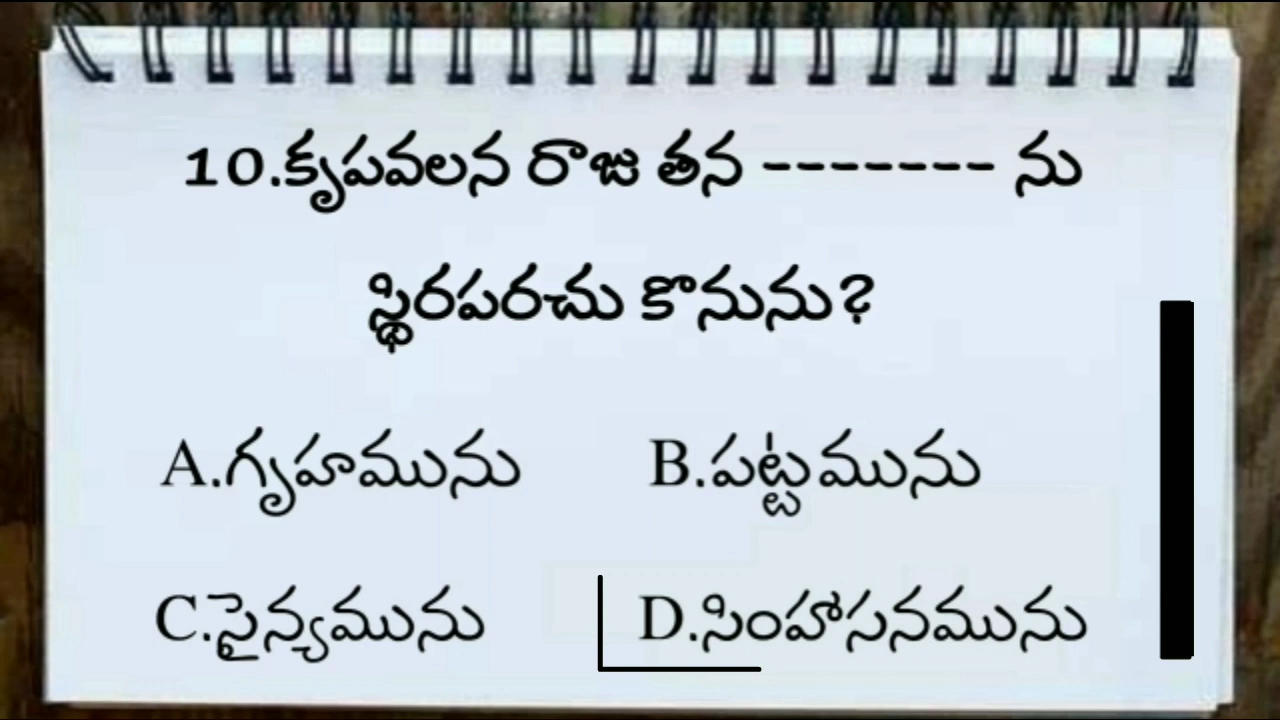 10.కృపవలన రాజు తన ------- ను
స్థిరపరచు కొనును?
A.గృహమును B.పట్టమును
C.సైన్యమును D.సింహాసనమును